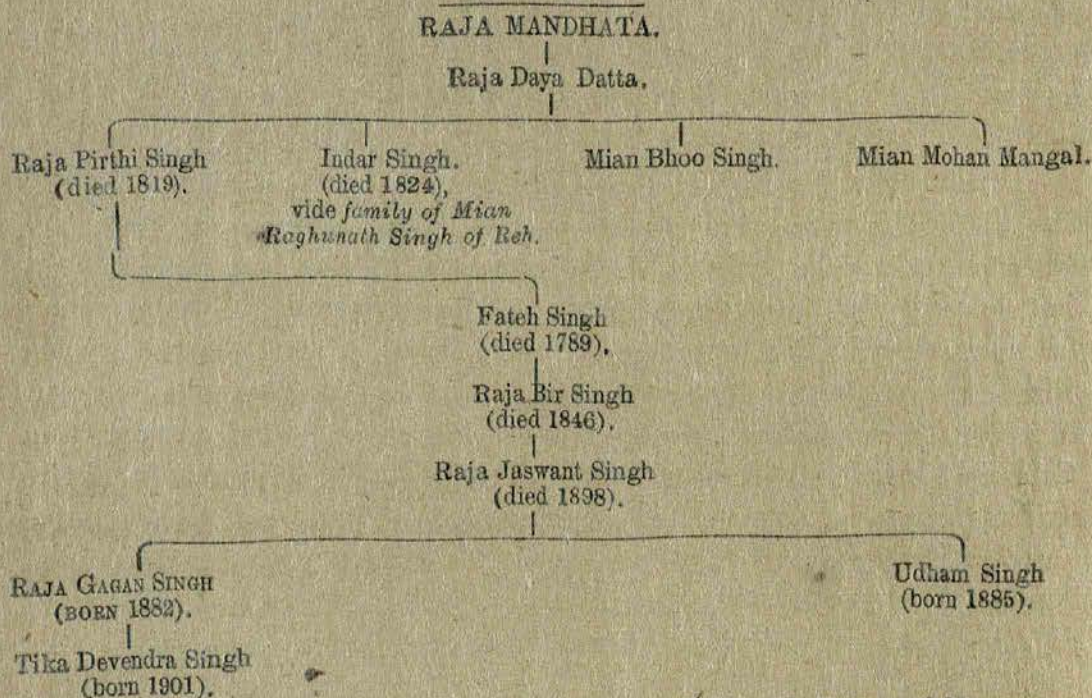 RAJA MANDHATA.
Raja Daya Datta.
Raja Pirthi Singh
(died 1819).
Indar Singh.
(died 1824),
vide family of Mian
Raghunath Singh of Reh.
Mian Bhoo Singh.
Mian Mohan Mangal.
Fateh Singh
(died 1789).
Raja Bir Singh
(died 1846).
Raja Jaswant Singh
(died 1898).
RAJA GAGAN SINGH
(BORN 1882).
Udham Singh
(born 1885).
Tika Devendra Singh
(born 1901).